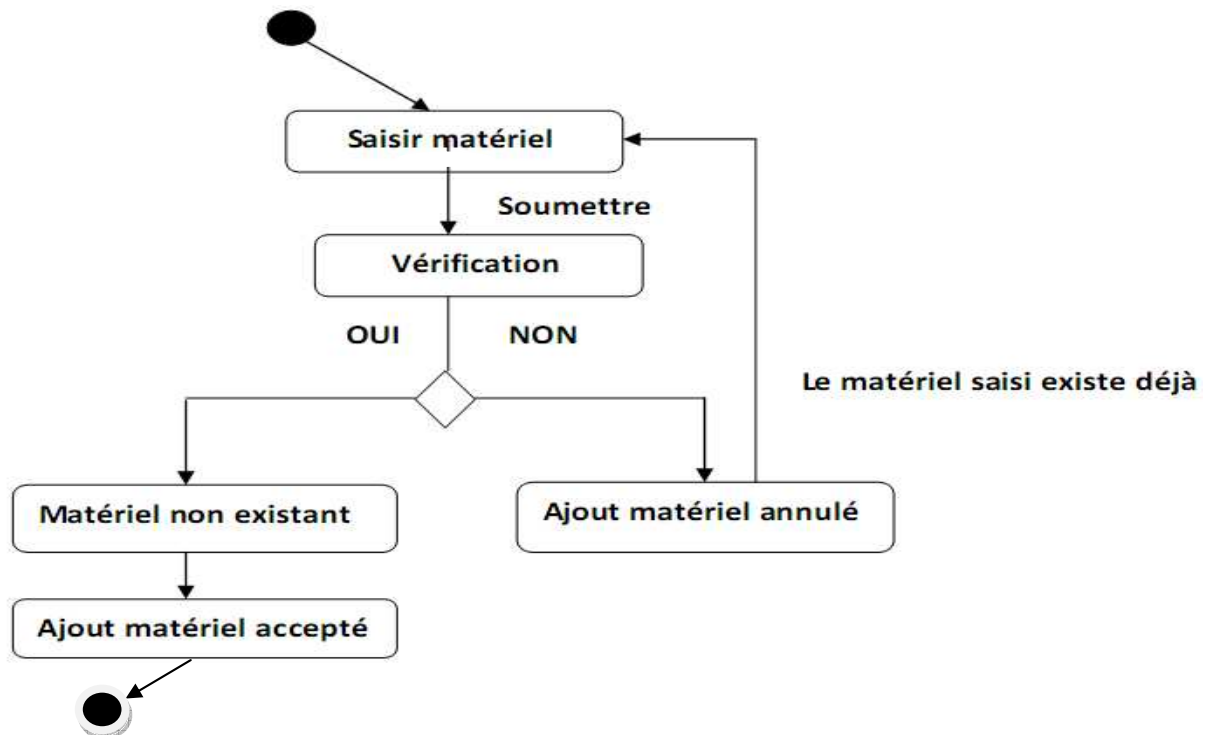 Saisir matériel
Soumettre
Vérification
OUI
NON
Le matériel saisi existe déjà
Matériel non existant
Ajout matériel annulé
Ajout matériel accepté